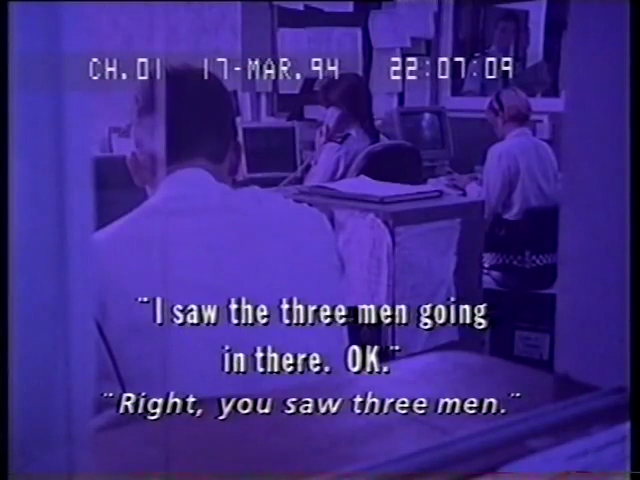 CH.01 17-MAR.94 22:07:09
"I saw the three men going
in there. OK."
"Right, you saw three men."